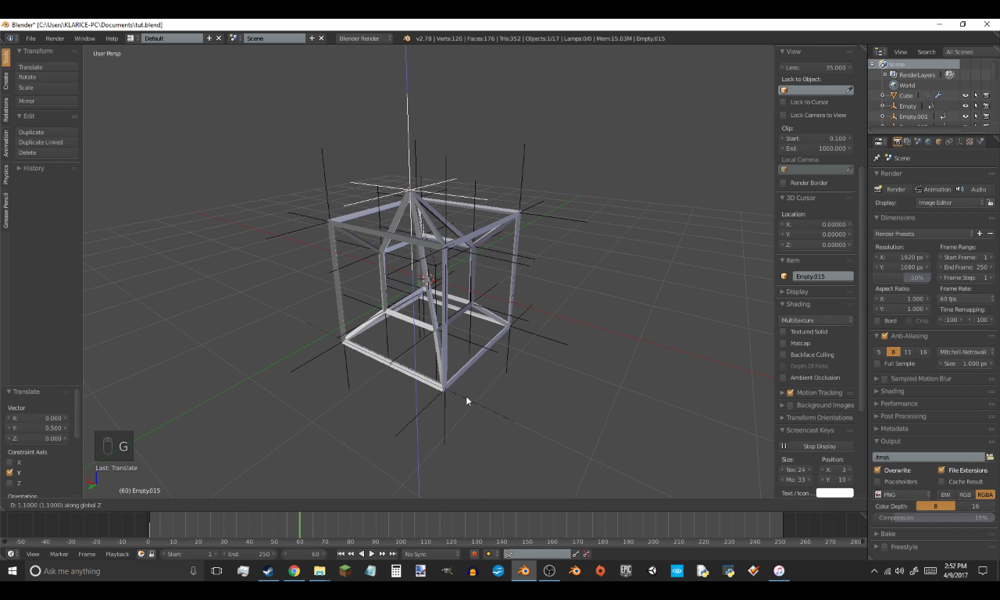 Blender* [C:\Users\KLARICE-PC\Documents\tut.blend]
File Render Window Help Default Scene Blender Render v2.78 | Verts:120 | Faces:176 | Tris:352 | Objects:1/17 | Lamps:0/0 | Mem:15.03M | Empty.015
Tools
Create
Relations
Animation
Physics
Grease Pencil
Transform
Translate
Rotate
Scale
Mirror
Edit
Duplicate
Duplicate Linked
Delete
History
Translate
Vector
X: 0.000
Y: 0.500
Z: 0.000
Constraint Axis
X
Y
Z
User Persp
G
Last: Translate
(60) Empty.015
D: 1.1000 (1.1000) along global Z
View
Lens: 35.000
Lock to Object:
Lock to Cursor
Lock Camera to View
Clip:
Start: 0.100
End: 1000.000
Local Camera:
Render Border
3D Cursor
Location:
X: 0.00000
Y: 0.00000
Z: 0.00000
Item
Empty.015
Display
Shading
Multitexture
Textured Solid
Matcap
Backface Culling
Depth Of Field
Ambient Occlusion
Motion Tracking
Background Images
Transform Orientations
Screencast Keys
Stop Display
Size: Position:
Tex: 24 X: 3
Mou: 33 Y: 10
Text / Icon ...
View Search All Scenes
Scene
RenderLayers
World
Cube
Empty
Empty.001
Scene
Render
Render Animation Audio
Display: Image Editor
Dimensions
Render Presets
Resolution: Frame Range:
X: 1920 px Start Frame: 1
Y: 1080 px End Frame: 250
50% Frame Step: 1
Aspect Ratio: Frame Rate:
X: 1.000 60 fps
Y: 1.000 Time Remapping:
Bord Crop :100 : 100
Anti-Aliasing
5 8 11 16 Mitchell-Netravali
Full Sample Size: 1.000 px
Sampled Motion Blur
Shading
Performance
Post Processing
Metadata
Output
/tmp\
Overwrite File Extensions
Placeholders Cache Result
PNG BW RGB RGBA
Color Depth: 8 16
Compression: 15%
Bake
Freestyle
-50 -40 -30 -20 -10 0 10 20 30 40 50 60 70 80 90 100 110 120 130 140 150 160 170 180 190 200 210 220 230 240 250 260 270 280
View Marker Frame Playback Start: 1 End: 250 60 No Sync
Ask me anything
EPIC GAMES
2:52 PM
4/9/2017